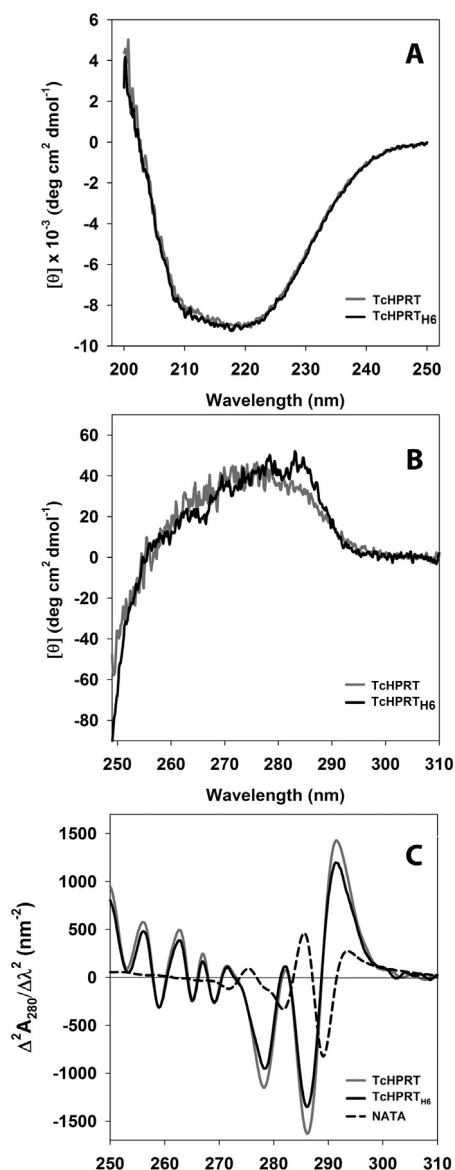 A
6
4
2
0
-2
-4
-6
-8
-10
[θ] x 10⁻³ (deg cm² dmol⁻¹)
TcHPRT
TcHPRT_H6
200 210 220 230 240 250
Wavelength (nm)
B
60
40
20
0
-20
-40
-60
-80
[θ] (deg cm² dmol⁻¹)
TcHPRT
TcHPRT_H6
250 260 270 280 290 300 310
Wavelength (nm)
C
1500
1000
500
0
-500
-1000
-1500
Δ²A₂₈₀/Δλ² (nm⁻²)
TcHPRT
TcHPRT_H6
NATA
250 260 270 280 290 300 310